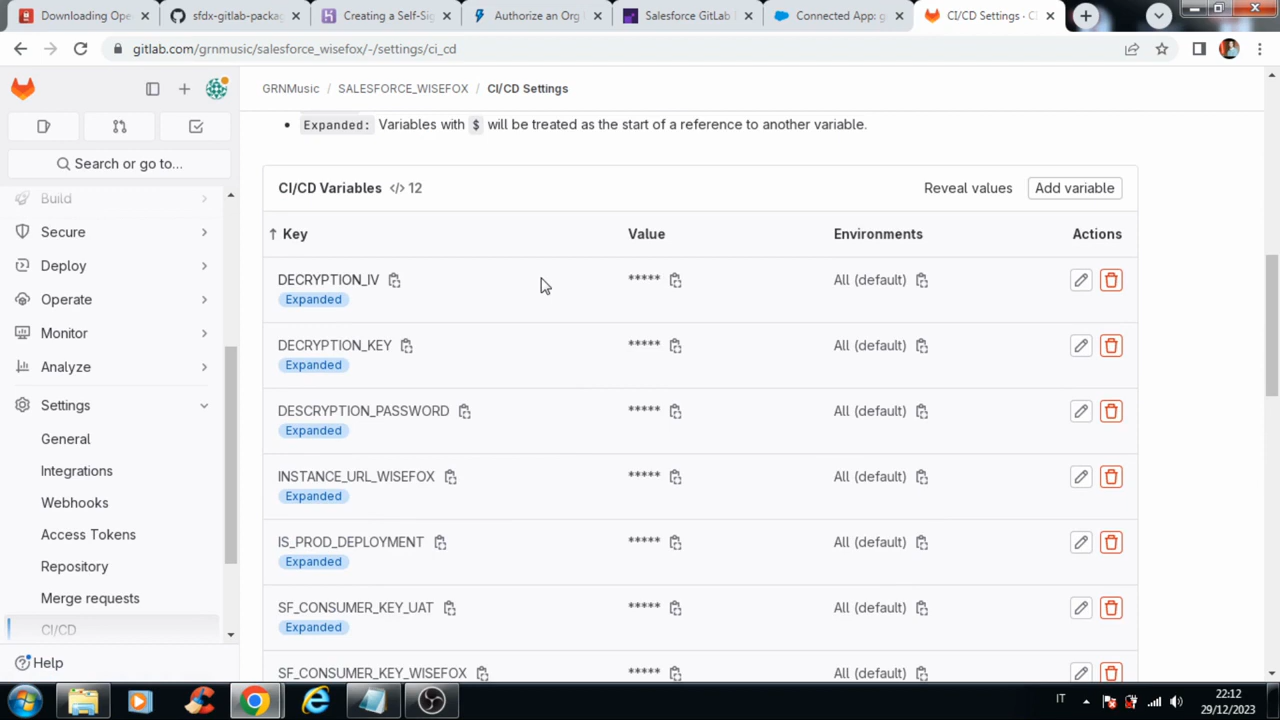 Downloading Ope
sfdx-gitlab-packa
Creating a Self-Si
Authorize an Org
Salesforce GitLab
Connected App: g
CI/CD Settings · C
gitlab.com/grnmusic/salesforce_wisefox/-/settings/ci_cd
GRNMusic / SALESFORCE_WISEFOX / CI/CD Settings
Search or go to...
Build
Secure
Deploy
Operate
Monitor
Analyze
Settings
General
Integrations
Webhooks
Access Tokens
Repository
Merge requests
CI/CD
Help
• Expanded: Variables with $ will be treated as the start of a reference to another variable.
CI/CD Variables </> 12 Reveal values Add variable
↑ Key Value Environments Actions
DECRYPTION_IV ***** All (default)
Expanded
DECRYPTION_KEY ***** All (default)
Expanded
DESCRYPTION_PASSWORD ***** All (default)
Expanded
INSTANCE_URL_WISEFOX ***** All (default)
Expanded
IS_PROD_DEPLOYMENT ***** All (default)
Expanded
SF_CONSUMER_KEY_UAT ***** All (default)
Expanded
SF_CONSUMER_KEY_WISEFOX ***** All (default)
IT
22:12
29/12/2023